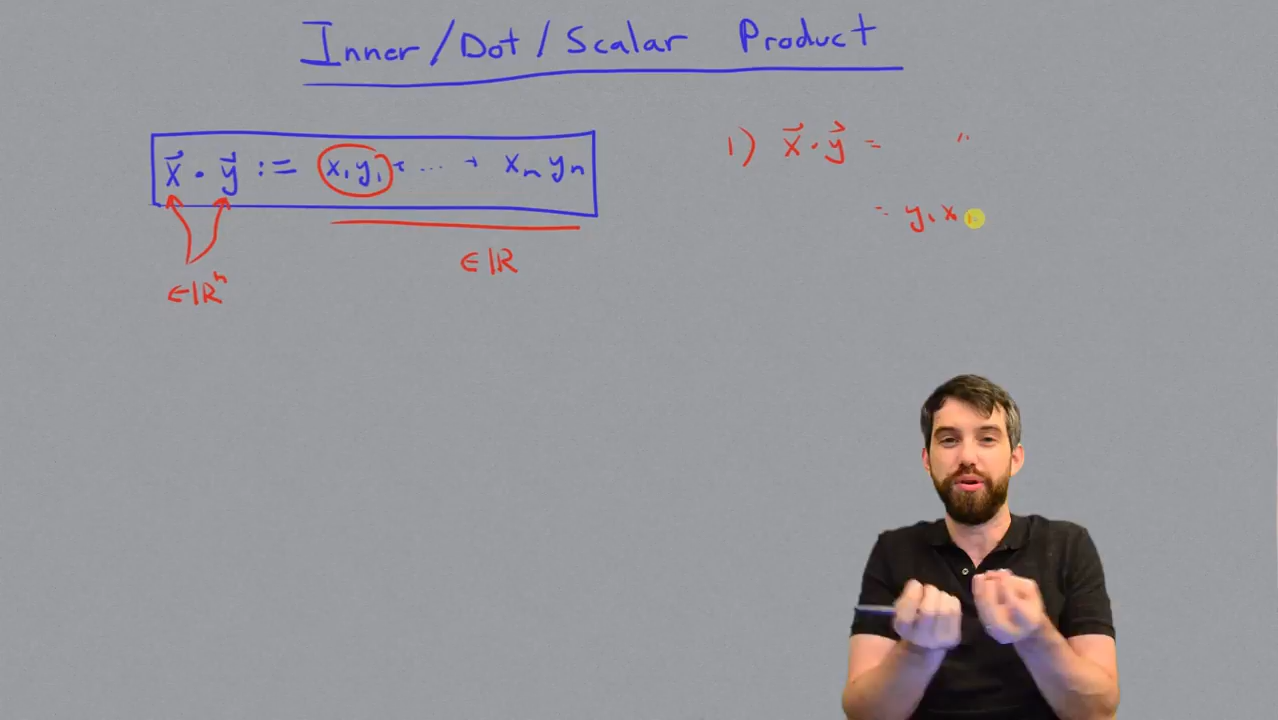 Inner/Dot/Scalar Product
x⃗ · y⃗ := x₁y₁ + ... + xₙyₙ
∈ℝⁿ
∈ℝ
1) x⃗ · y⃗ = "
= y₁x₁